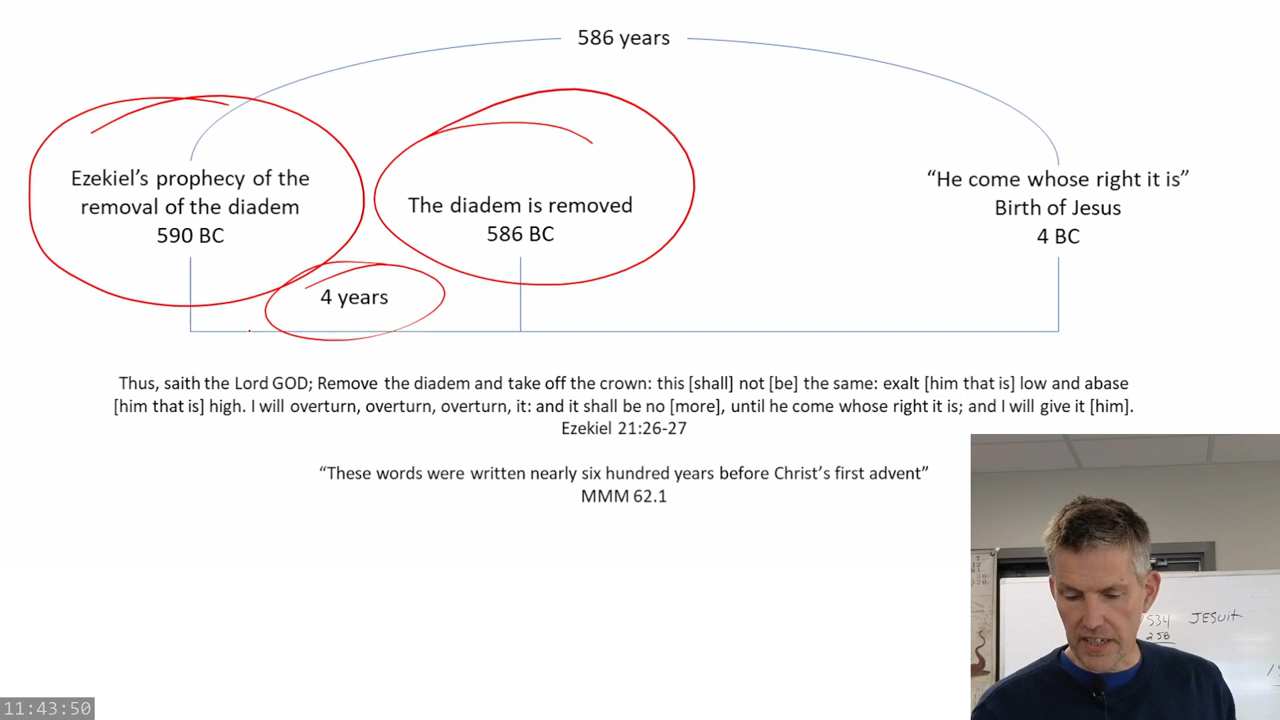 586 years
Ezekiel’s prophecy of the
removal of the diadem
590 BC
The diadem is removed
586 BC
“He come whose right it is”
Birth of Jesus
4 BC
4 years
Thus, saith the Lord GOD; Remove the diadem and take off the crown: this [shall] not [be] the same: exalt [him that is] low and abase
[him that is] high. I will overturn, overturn, overturn, it: and it shall be no [more], until he come whose right it is; and I will give it [him].
Ezekiel 21:26-27
“These words were written nearly six hundred years before Christ’s first advent”
MMM 62.1
534
JESuit
258
11:43:50